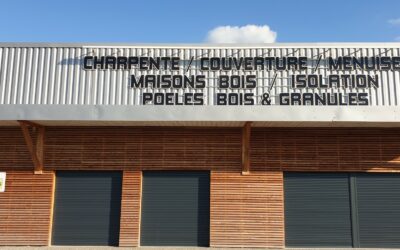 CHARPENTE / COUVERTURE / MENUISE
MAISONS BOIS / ISOLATION
POELES BOIS & GRANULES